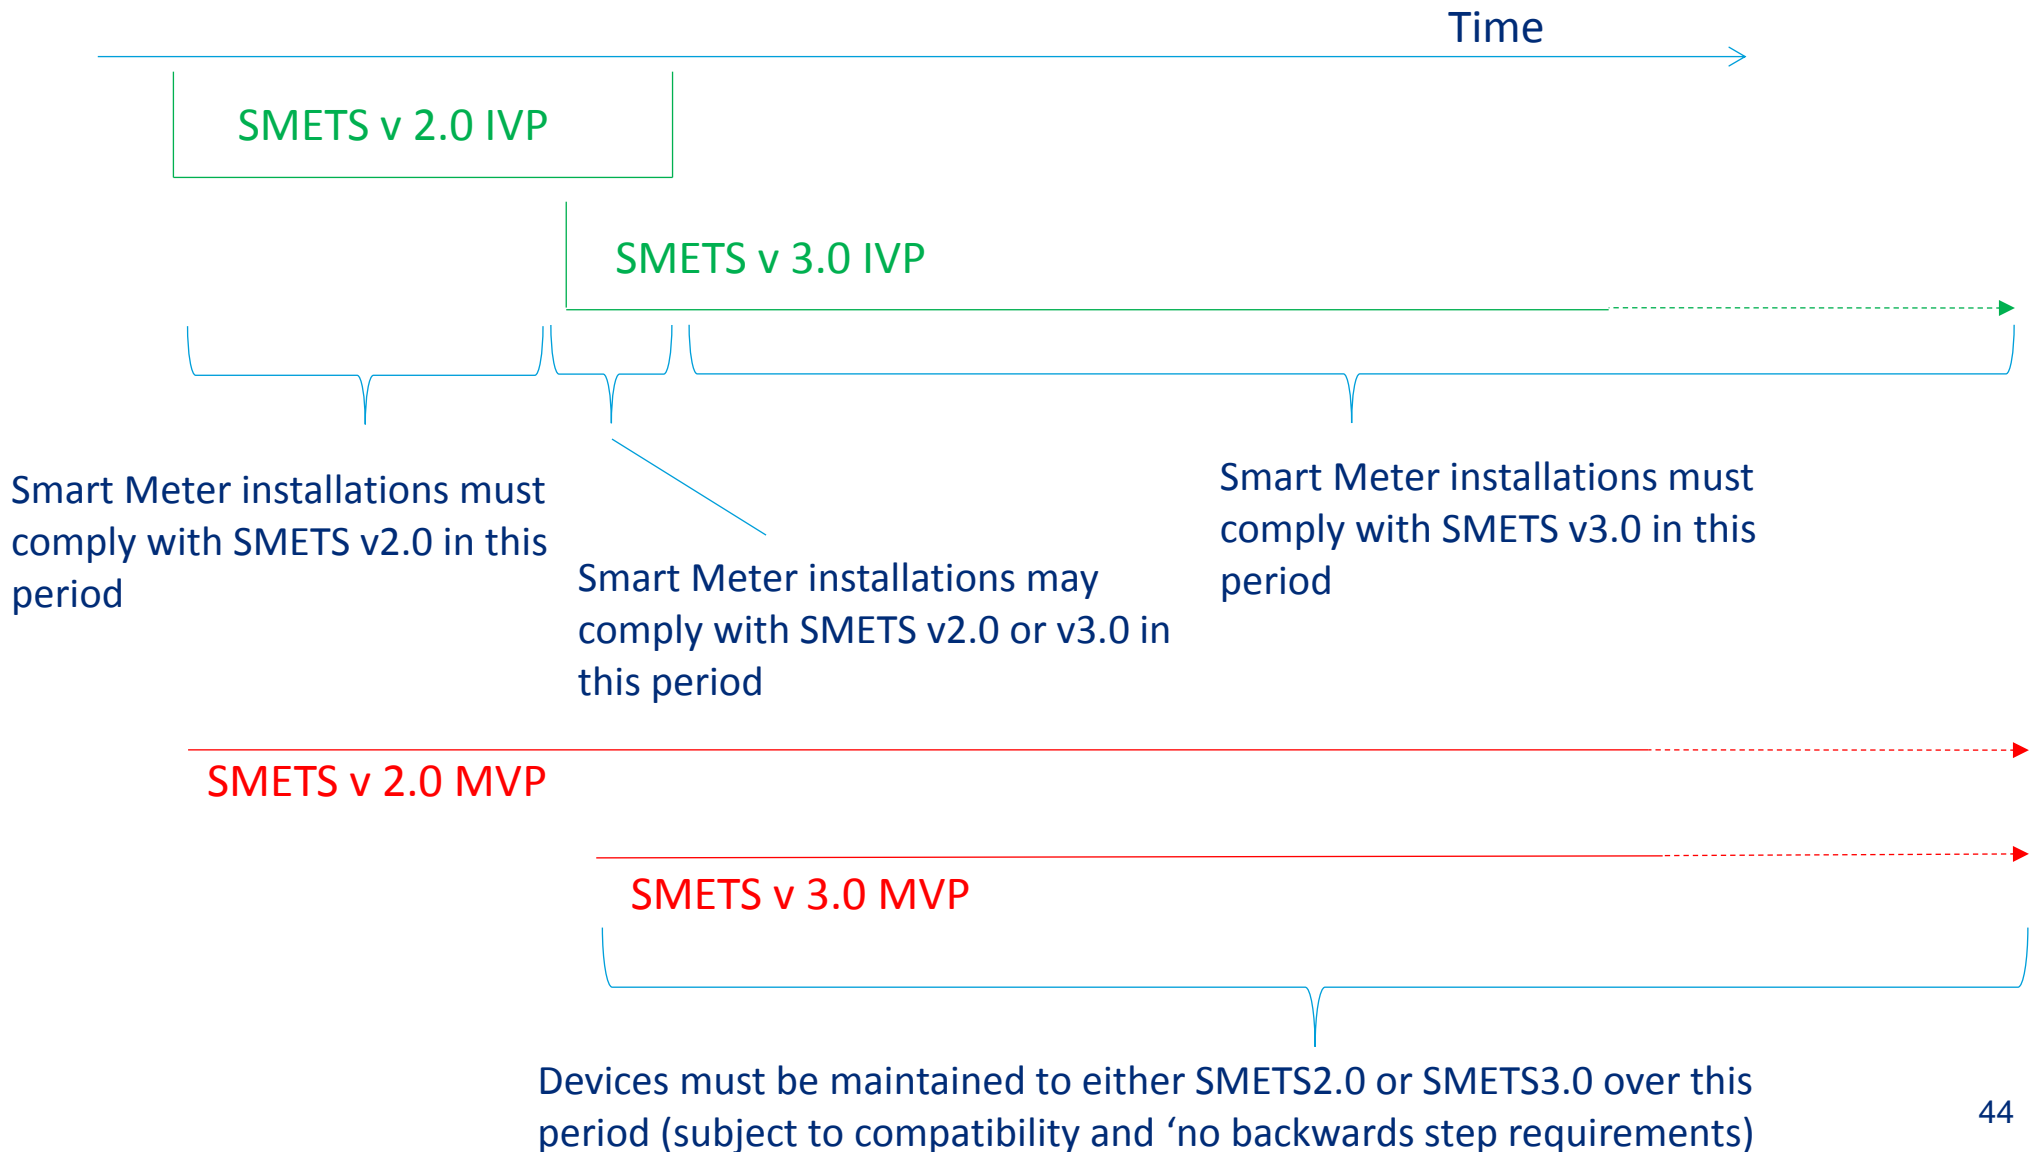 Time
SMETS v 2.0 IVP
SMETS v 3.0 IVP
Smart Meter installations must
comply with SMETS v2.0 in this
period
Smart Meter installations may
comply with SMETS v2.0 or v3.0 in
this period
Smart Meter installations must
comply with SMETS v3.0 in this
period
SMETS v 2.0 MVP
SMETS v 3.0 MVP
Devices must be maintained to either SMETS2.0 or SMETS3.0 over this
period (subject to compatibility and ‘no backwards step requirements)
44